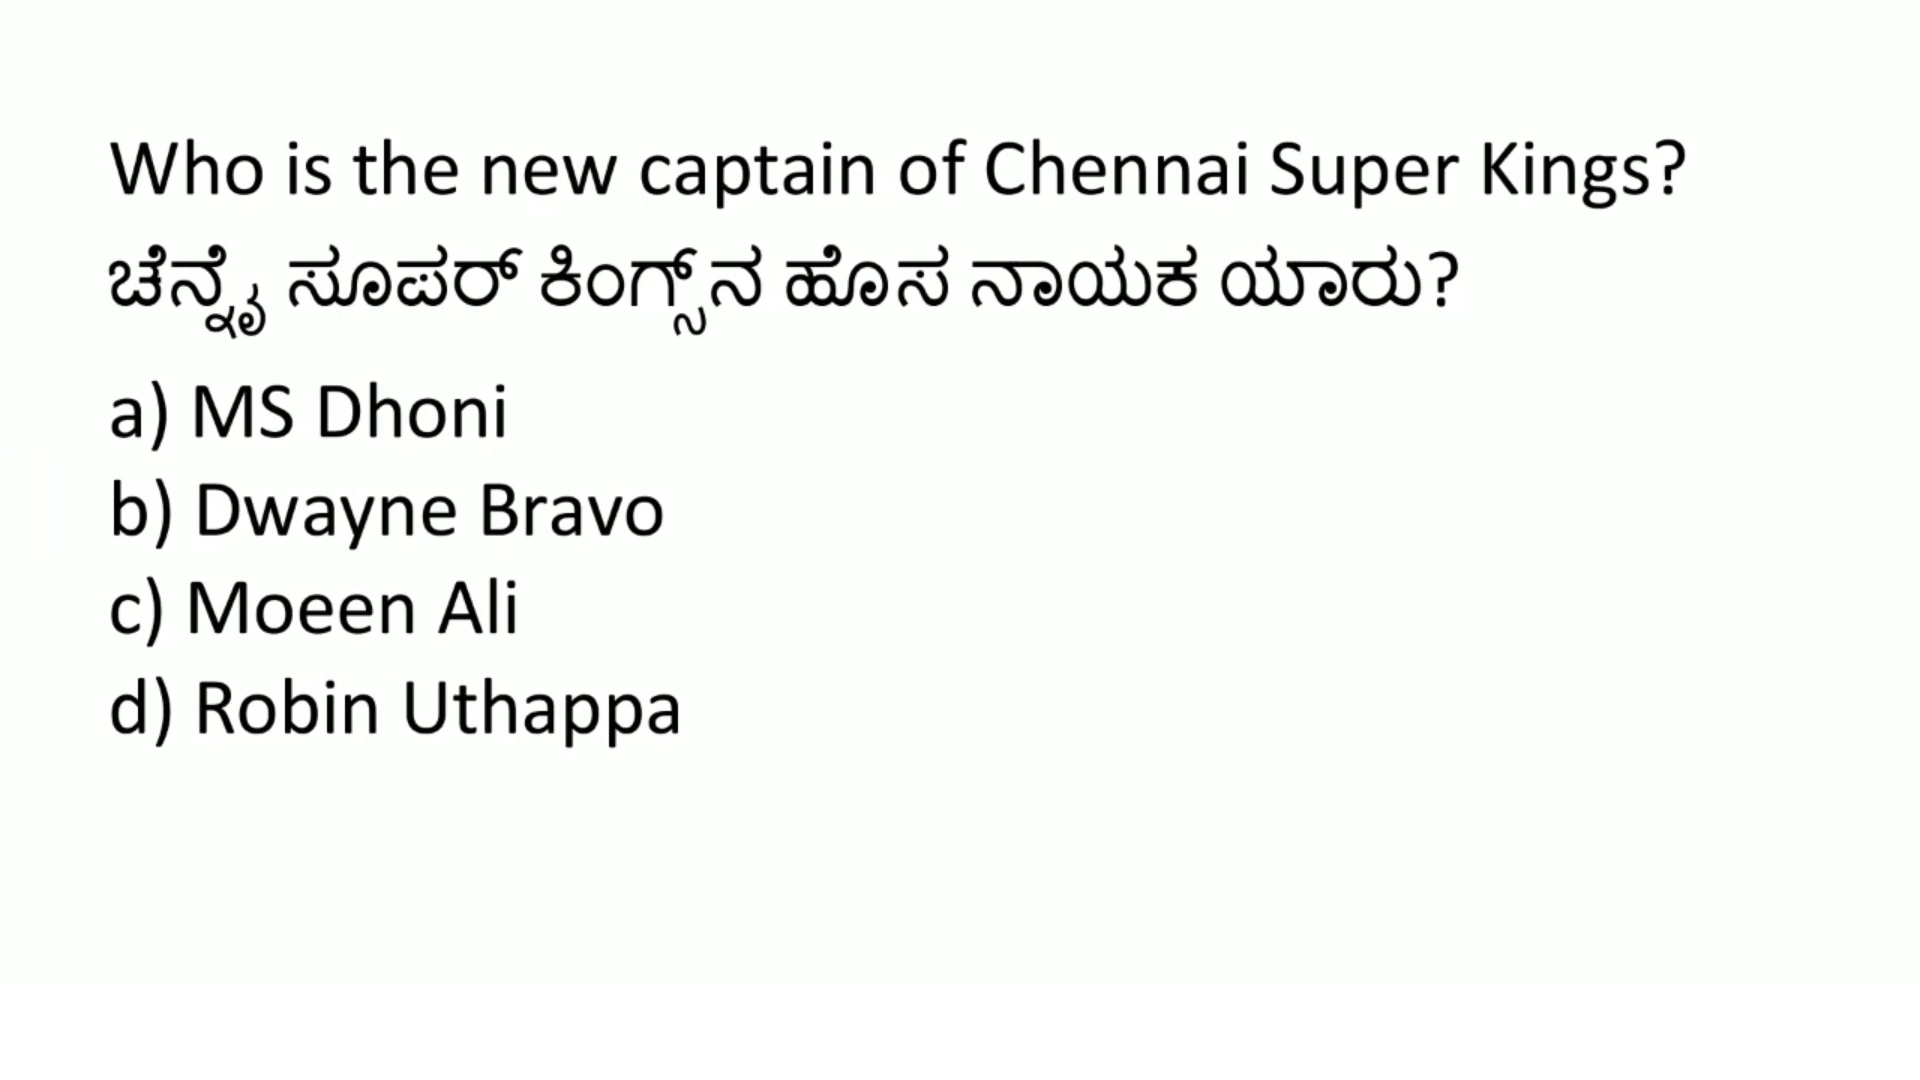 Who is the new captain of Chennai Super Kings?
ಚೆನ್ನೈ ಸೂಪರ್ ಕಿಂಗ್ಸ್‌ನ ಹೊಸ ನಾಯಕ ಯಾರು?
a) MS Dhoni
b) Dwayne Bravo
c) Moeen Ali
d) Robin Uthappa